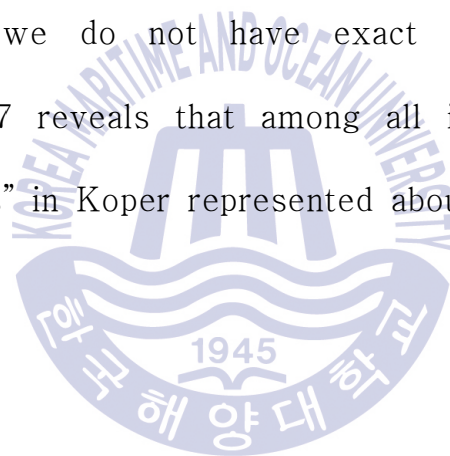 we do not have exact
7 reveals that among all i
” in Koper represented abou
KOREA MARITIME AND OCEAN UNIVERSITY
1945
한국해양대학교